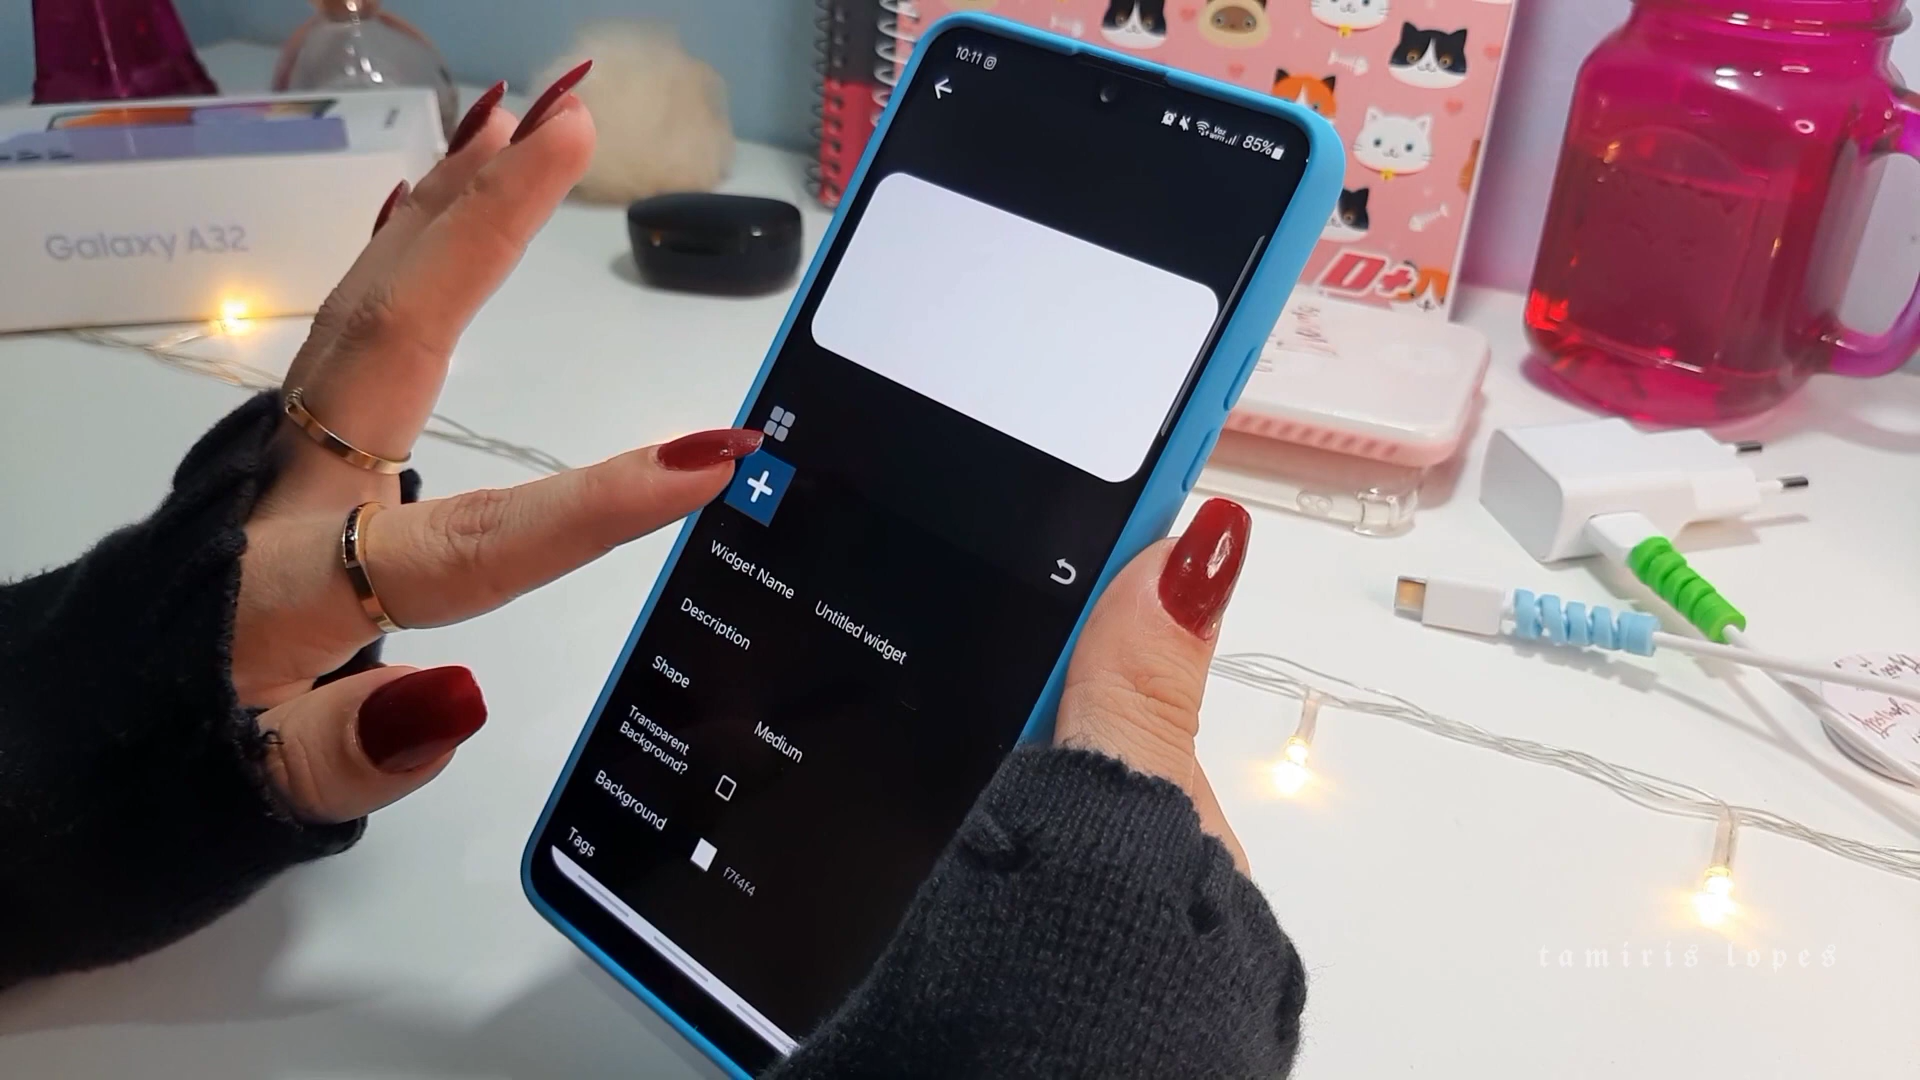 10:11
85%
Galaxy A32
D+
Widget Name
Untitled widget
Description
Shape
Medium
Transparent
Background?
Background
f7f4f4
Tags
tamiris lopes